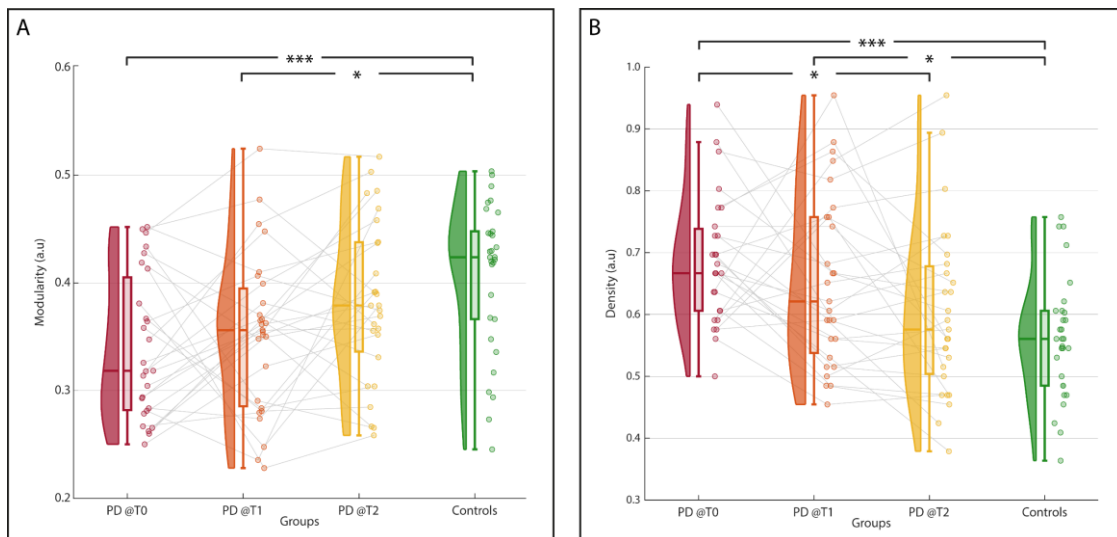 A
***
*
0.6
0.5
0.4
0.3
0.2
Modularity (a.u)
PD @T0 PD @T1 PD @T2 Controls
Groups
B
***
*
*
1.0
0.9
0.8
0.7
0.6
0.5
0.4
0.3
Density (a.u)
PD @T0 PD @T1 PD @T2 Controls
Groups